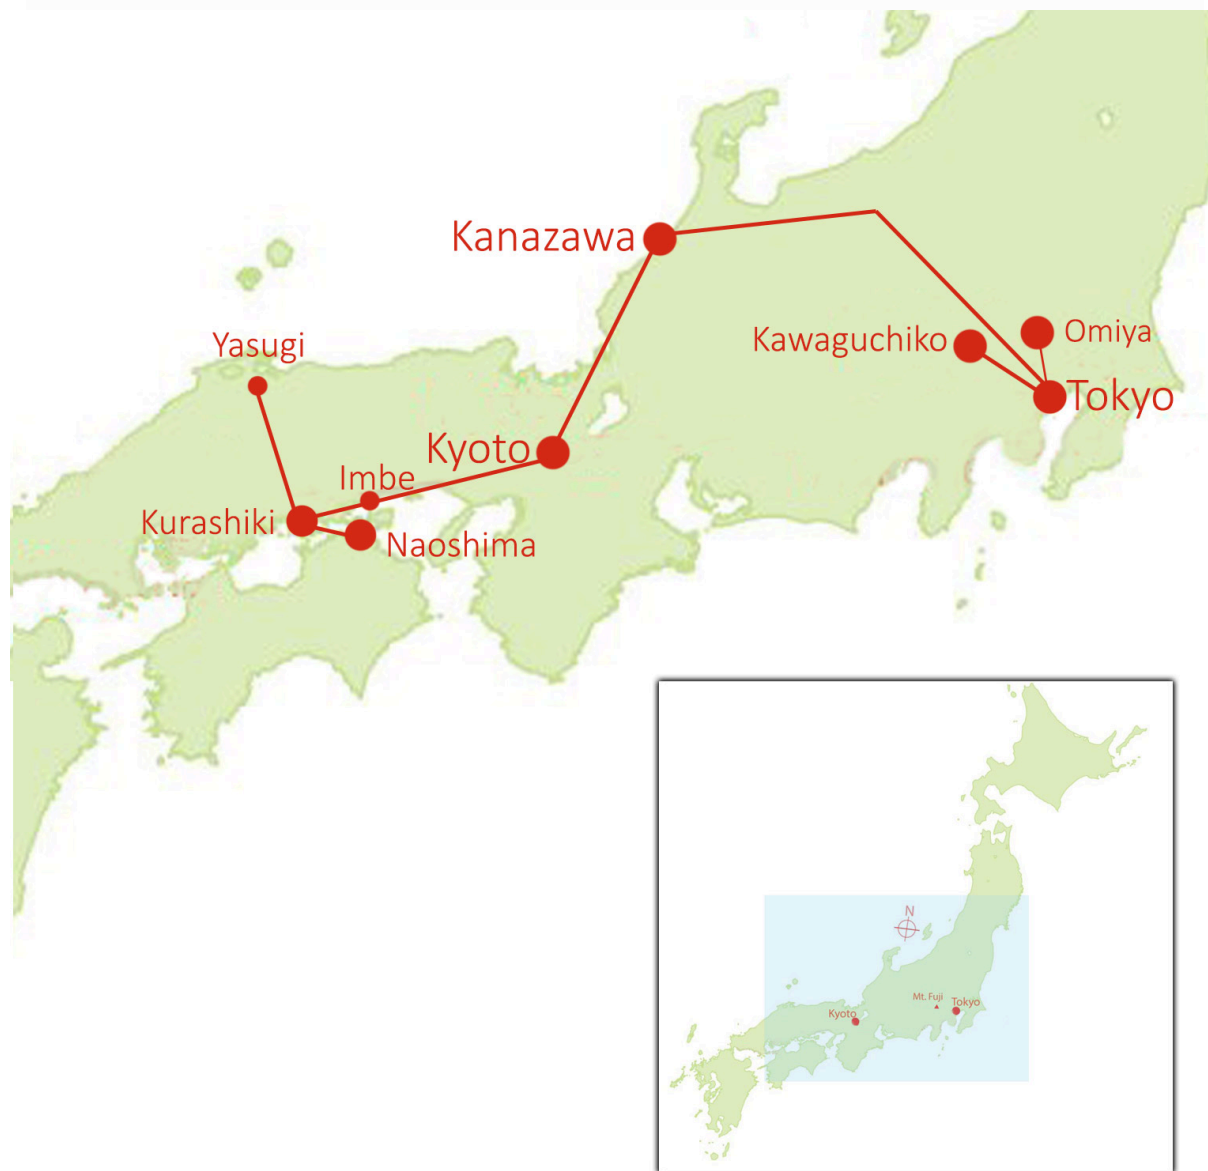 Kanazawa
Yasugi
Kawaguchiko
Omiya
Tokyo
Kyoto
Imbe
Kurashiki
Naoshima
N
Mt. Fuji
Tokyo
Kyoto